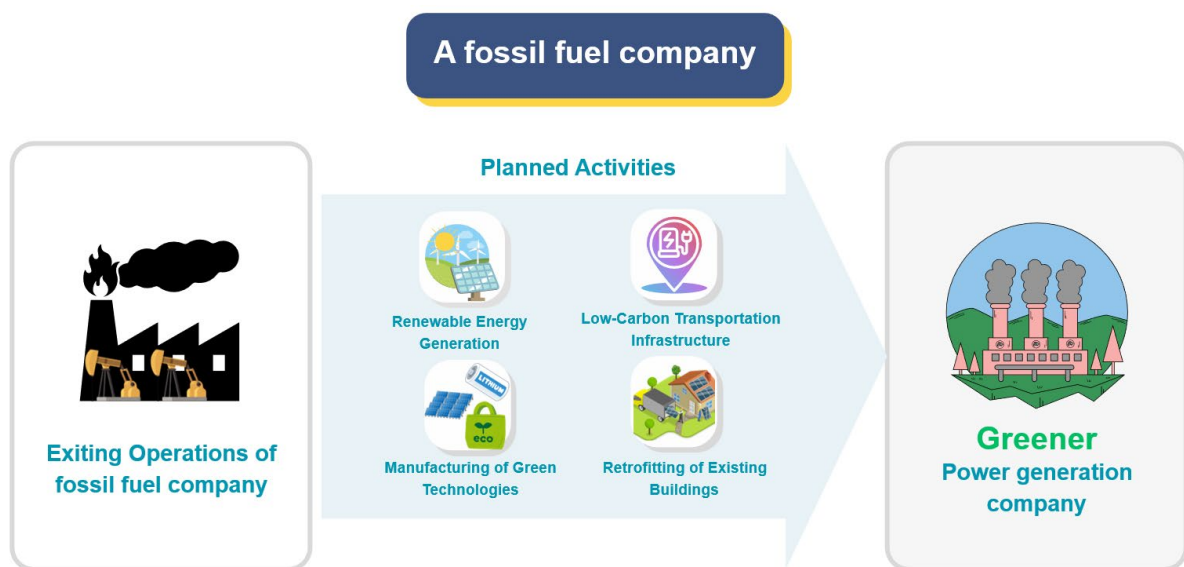 A fossil fuel company
Planned Activities
Renewable Energy
Generation
Low-Carbon Transportation
Infrastructure
LITHIUM
eco
Manufacturing of Green
Technologies
Retrofitting of Existing
Buildings
Exiting Operations of
fossil fuel company
Greener
Power generation
company